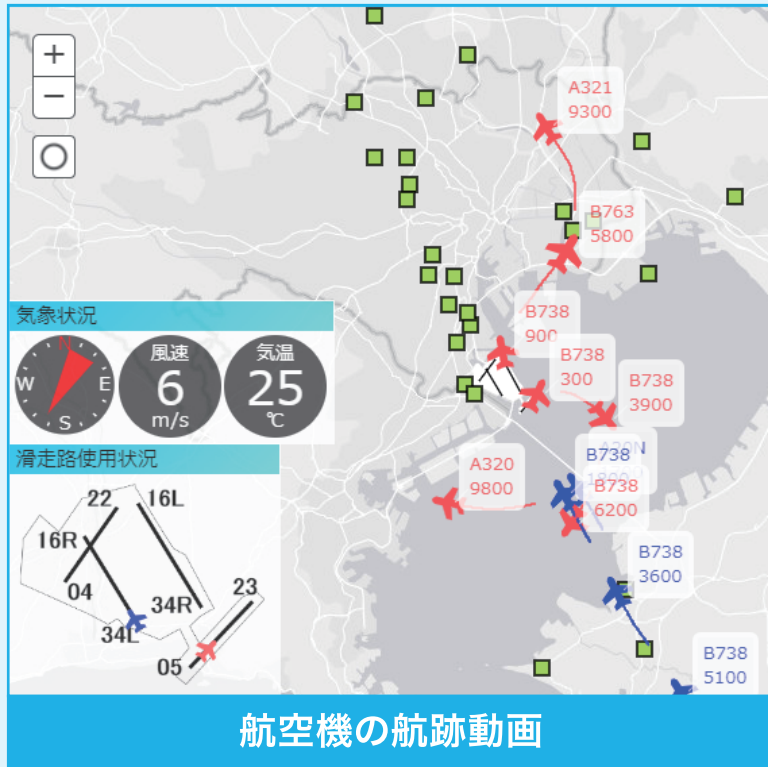 +
−
A321
9300
B763
5800
B738
900
B738
300
B738
3900
A20N
B738
A320
9800
B738
6200
B738
3600
B738
5100
気象状況
N
W
E
S
風速
6
m/s
気温
25
℃
滑走路使用状況
22
16L
16R
04
34R
23
34L
05
航空機の航跡動画